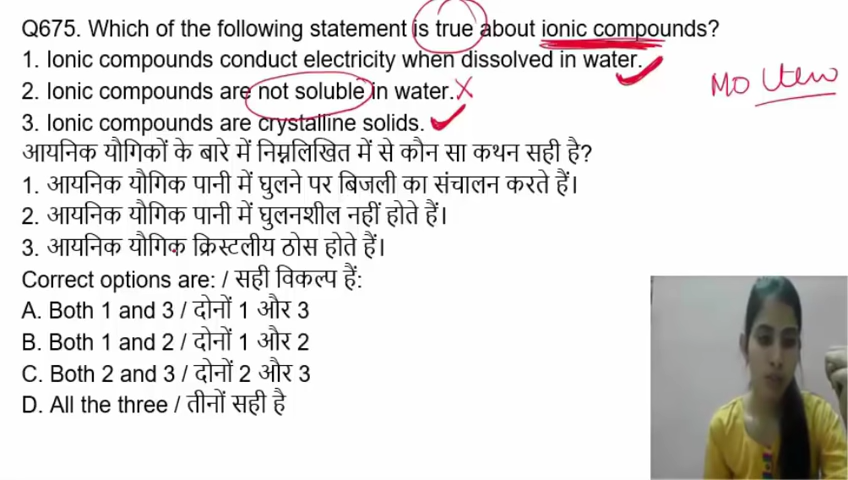 Q675. Which of the following statement is true about ionic compounds?
1. Ionic compounds conduct electricity when dissolved in water.
2. Ionic compounds are not soluble in water.
3. Ionic compounds are crystalline solids.
Molten
आयनिक यौगिकों के बारे में निम्नलिखित में से कौन सा कथन सही है?
1. आयनिक यौगिक पानी में घुलने पर बिजली का संचालन करते हैं।
2. आयनिक यौगिक पानी में घुलनशील नहीं होते हैं।
3. आयनिक यौगिक क्रिस्टलीय ठोस होते हैं।
Correct options are: / सही विकल्प हैं:
A. Both 1 and 3 / दोनों 1 और 3
B. Both 1 and 2 / दोनों 1 और 2
C. Both 2 and 3 / दोनों 2 और 3
D. All the three / तीनों सही है